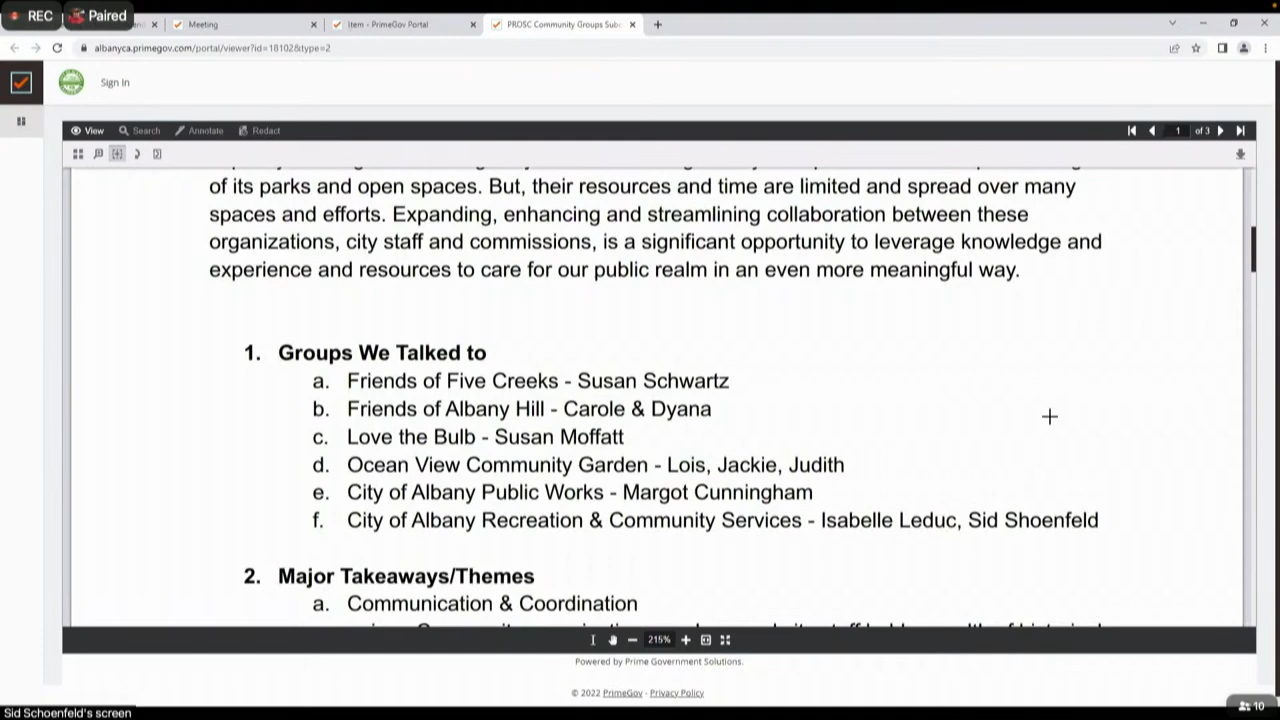 REC
Paired
Meeting
Item - PrimeGov Portal
PROSC Community Groups Sub
albanyca.primegov.com/portal/viewer?id=18102&type=2
Sign In
View Search Annotate Redact
1 of 3
of its parks and open spaces. But, their resources and time are limited and spread over many
spaces and efforts. Expanding, enhancing and streamlining collaboration between these
organizations, city staff and commissions, is a significant opportunity to leverage knowledge and
experience and resources to care for our public realm in an even more meaningful way.
1. Groups We Talked to
a. Friends of Five Creeks - Susan Schwartz
b. Friends of Albany Hill - Carole & Dyana
c. Love the Bulb - Susan Moffatt
d. Ocean View Community Garden - Lois, Jackie, Judith
e. City of Albany Public Works - Margot Cunningham
f. City of Albany Recreation & Community Services - Isabelle Leduc, Sid Shoenfeld
2. Major Takeaways/Themes
a. Communication & Coordination
215%
Powered by Prime Government Solutions.
© 2022 PrimeGov - Privacy Policy
Sid Schoenfeld's screen
10